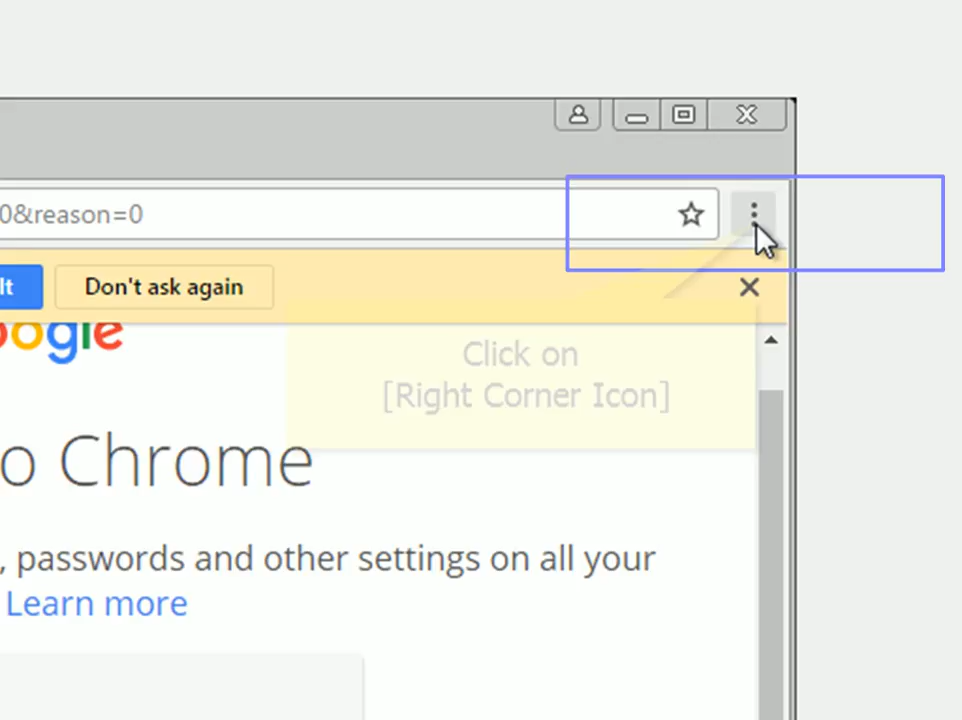 0&reason=0
lt
Don't ask again
oogle
Click on
[Right Corner Icon]
o Chrome
, passwords and other settings on all your
Learn more